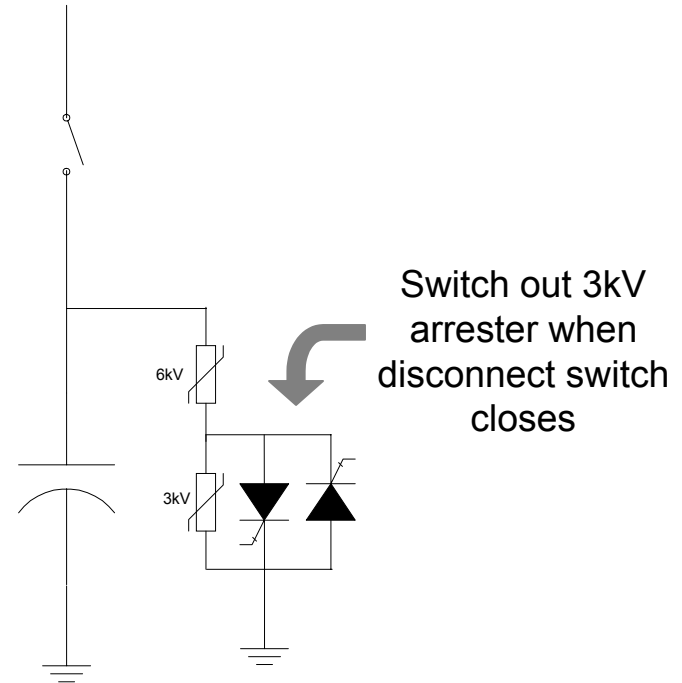 Switch out 3kV
arrester when
disconnect switch
closes
6kV
3kV